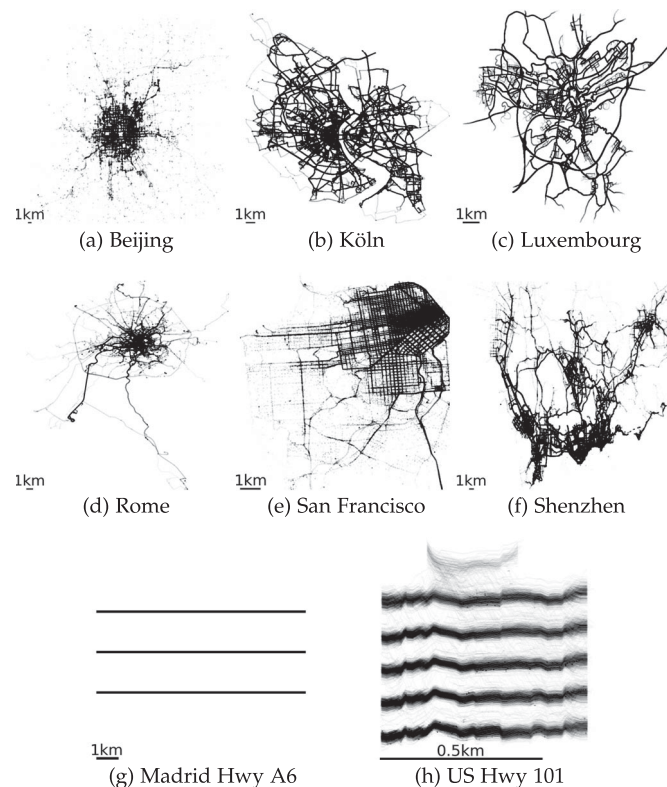 1km
1km
1km
(a) Beijing
(b) Köln
(c) Luxembourg
1km
1km
1km
(d) Rome
(e) San Francisco
(f) Shenzhen
1km
0.5km
(g) Madrid Hwy A6
(h) US Hwy 101